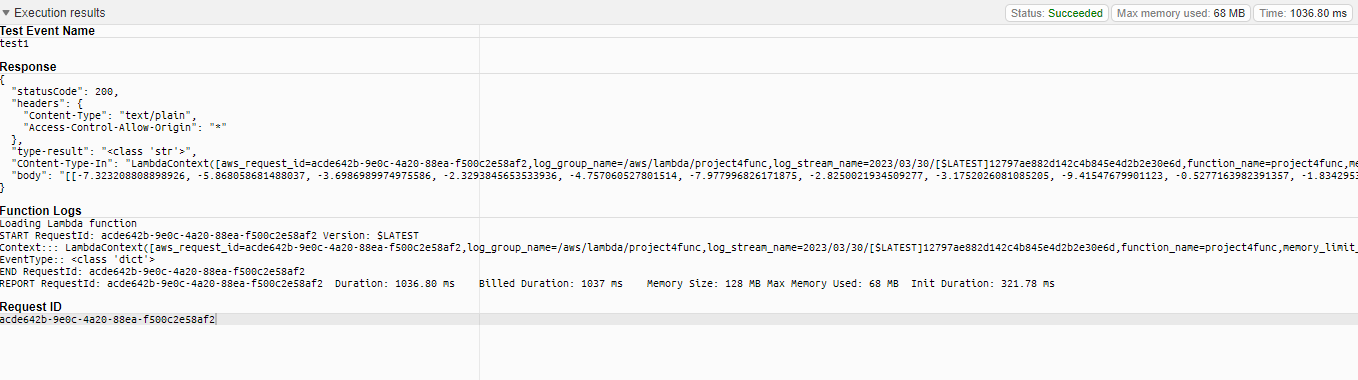 Execution results
Status: Succeeded Max memory used: 68 MB Time: 1036.80 ms
Test Event Name
test1
Response
{
"statusCode": 200,
"headers": {
"Content-Type": "text/plain",
"Access-Control-Allow-Origin": "*"
},
"type-result": "<class 'str'>",
"COntent-Type-In": "LambdaContext([aws_request_id=acde642b-9e0c-4a20-88ea-f500c2e58af2,log_group_name=/aws/lambda/project4func,log_stream_name=2023/03/30/[$LATEST]12797ae882d142c4b845e4d2b2e30e6d,function_name=project4func,me
"body": "[[-7.323208808898926, -5.868058681488037, -3.6986989974975586, -2.3293845653533936, -4.757060527801514, -7.977996826171875, -2.8250021934509277, -3.1752026081085205, -9.41547679901123, -0.5277163982391357, -1.8342953
}
Function Logs
Loading Lambda function
START RequestId: acde642b-9e0c-4a20-88ea-f500c2e58af2 Version: $LATEST
Context::: LambdaContext([aws_request_id=acde642b-9e0c-4a20-88ea-f500c2e58af2,log_group_name=/aws/lambda/project4func,log_stream_name=2023/03/30/[$LATEST]12797ae882d142c4b845e4d2b2e30e6d,function_name=project4func,memory_limit_
EventType:: <class 'dict'>
END RequestId: acde642b-9e0c-4a20-88ea-f500c2e58af2
REPORT RequestId: acde642b-9e0c-4a20-88ea-f500c2e58af2 Duration: 1036.80 ms Billed Duration: 1037 ms Memory Size: 128 MB Max Memory Used: 68 MB Init Duration: 321.78 ms
Request ID
acde642b-9e0c-4a20-88ea-f500c2e58af2